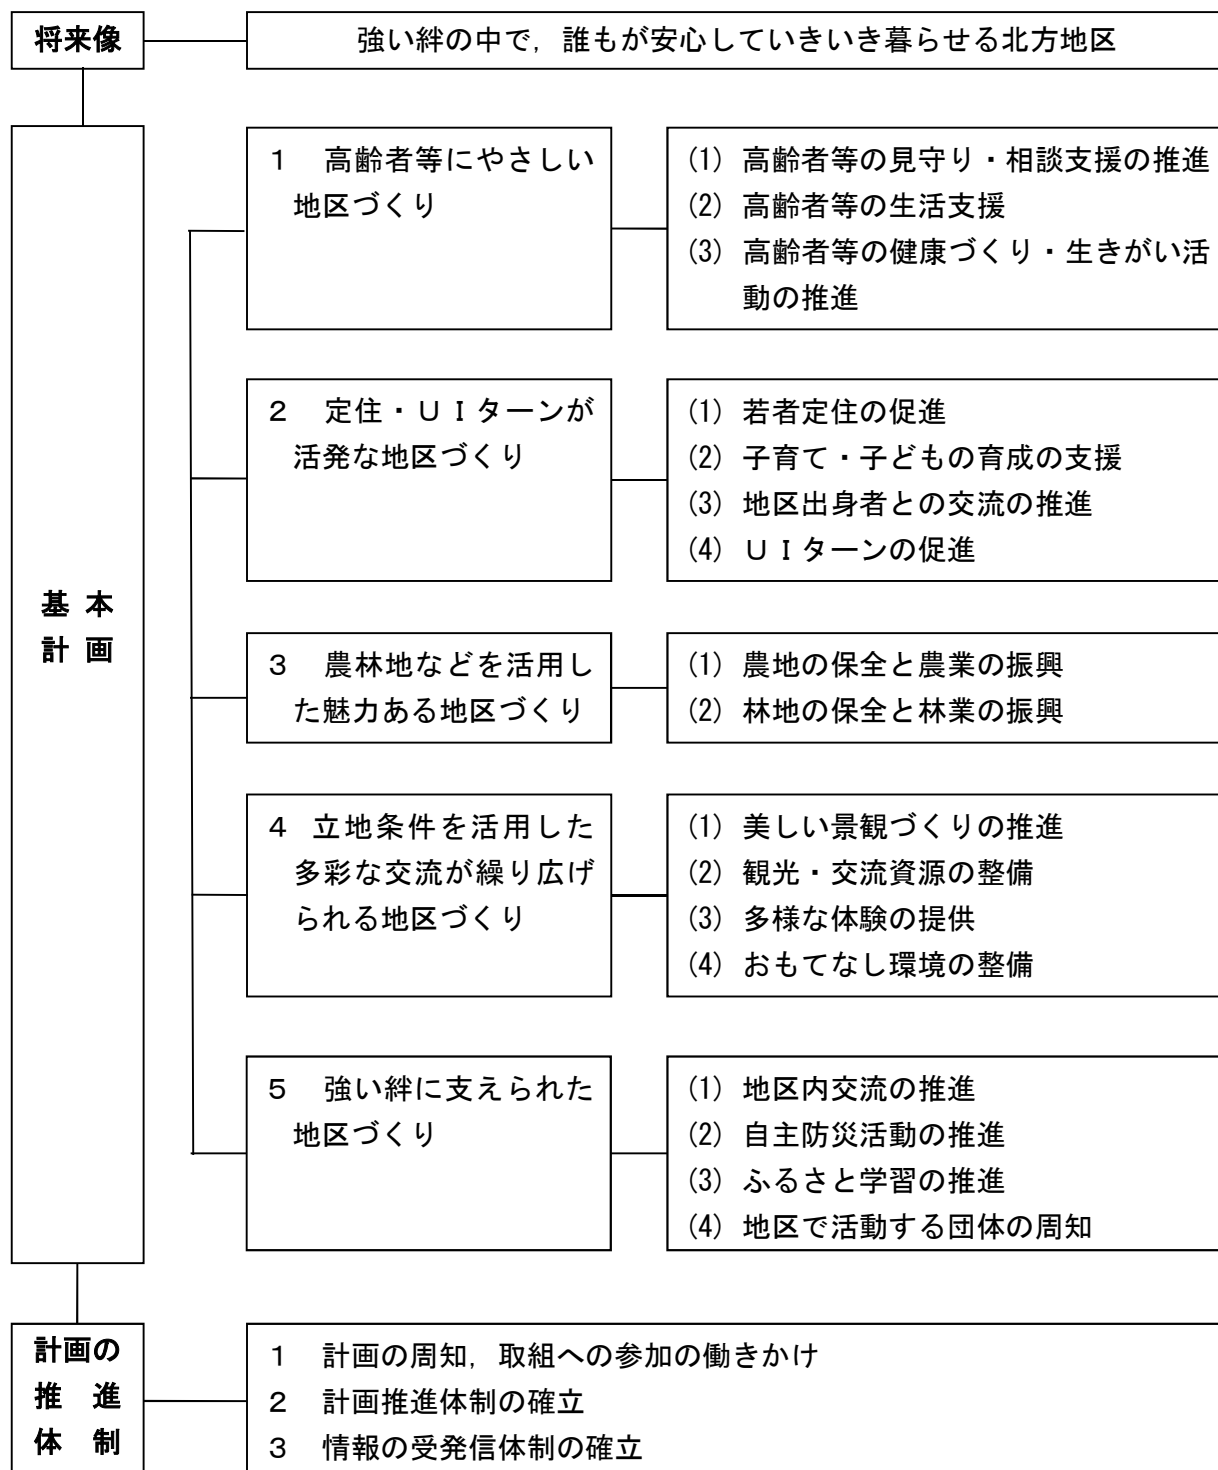 将来像
強い絆の中で，誰もが安心していきいき暮らせる北方地区
基本
計画
１　高齢者等にやさしい
地区づくり
(1) 高齢者等の見守り・相談支援の推進
(2) 高齢者等の生活支援
(3) 高齢者等の健康づくり・生きがい活
動の推進
２　定住・ＵＩターンが
活発な地区づくり
(1) 若者定住の促進
(2) 子育て・子どもの育成の支援
(3) 地区出身者との交流の推進
(4) ＵＩターンの促進
３　農林地などを活用し
た魅力ある地区づくり
(1) 農地の保全と農業の振興
(2) 林地の保全と林業の振興
４ 立地条件を活用した
多彩な交流が繰り広げ
られる地区づくり
(1) 美しい景観づくりの推進
(2) 観光・交流資源の整備
(3) 多様な体験の提供
(4) おもてなし環境の整備
５　強い絆に支えられた
地区づくり
(1) 地区内交流の推進
(2) 自主防災活動の推進
(3) ふるさと学習の推進
(4) 地区で活動する団体の周知
計画の
推　進
体　制
１　計画の周知，取組への参加の働きかけ
２　計画推進体制の確立
３　情報の受発信体制の確立